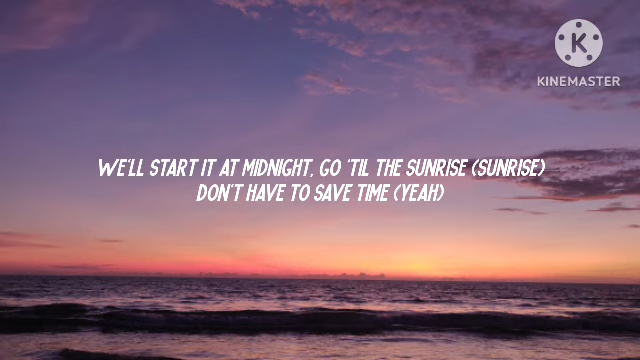 K
KINEMASTER
WE'LL START IT AT MIDNIGHT, GO 'TIL THE SUNRISE (SUNRISE)
DON'T HAVE TO SAVE TIME (YEAH)